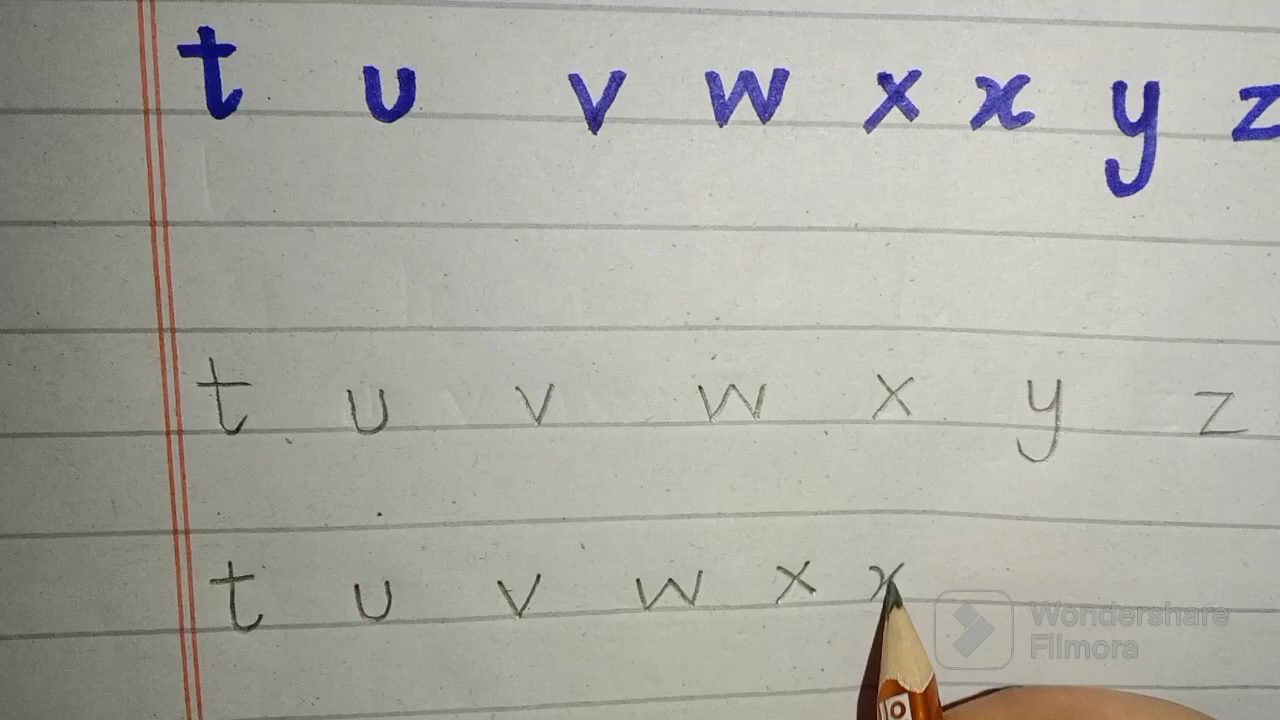 t u v w x x y z
t u v w x y z
t u v w x x
Wondershare
Filmora